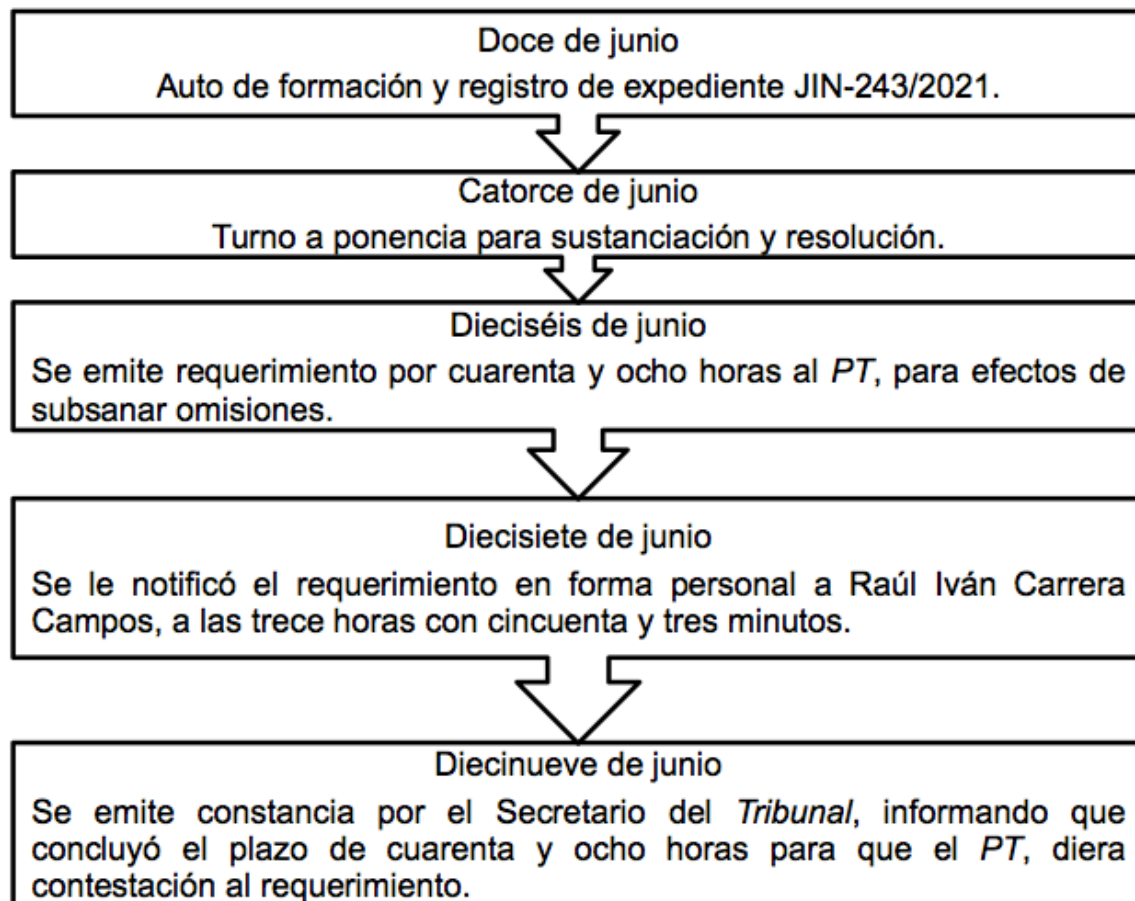 Doce de junio
Auto de formación y registro de expediente JIN-243/2021.
Catorce de junio
Turno a ponencia para sustanciación y resolución.
Dieciséis de junio
Se emite requerimiento por cuarenta y ocho horas al PT, para efectos de
subsanar omisiones.
Diecisiete de junio
Se le notificó el requerimiento en forma personal a Raúl Iván Carrera
Campos, a las trece horas con cincuenta y tres minutos.
Diecinueve de junio
Se emite constancia por el Secretario del Tribunal, informando que
concluyó el plazo de cuarenta y ocho horas para que el PT, diera
contestación al requerimiento.